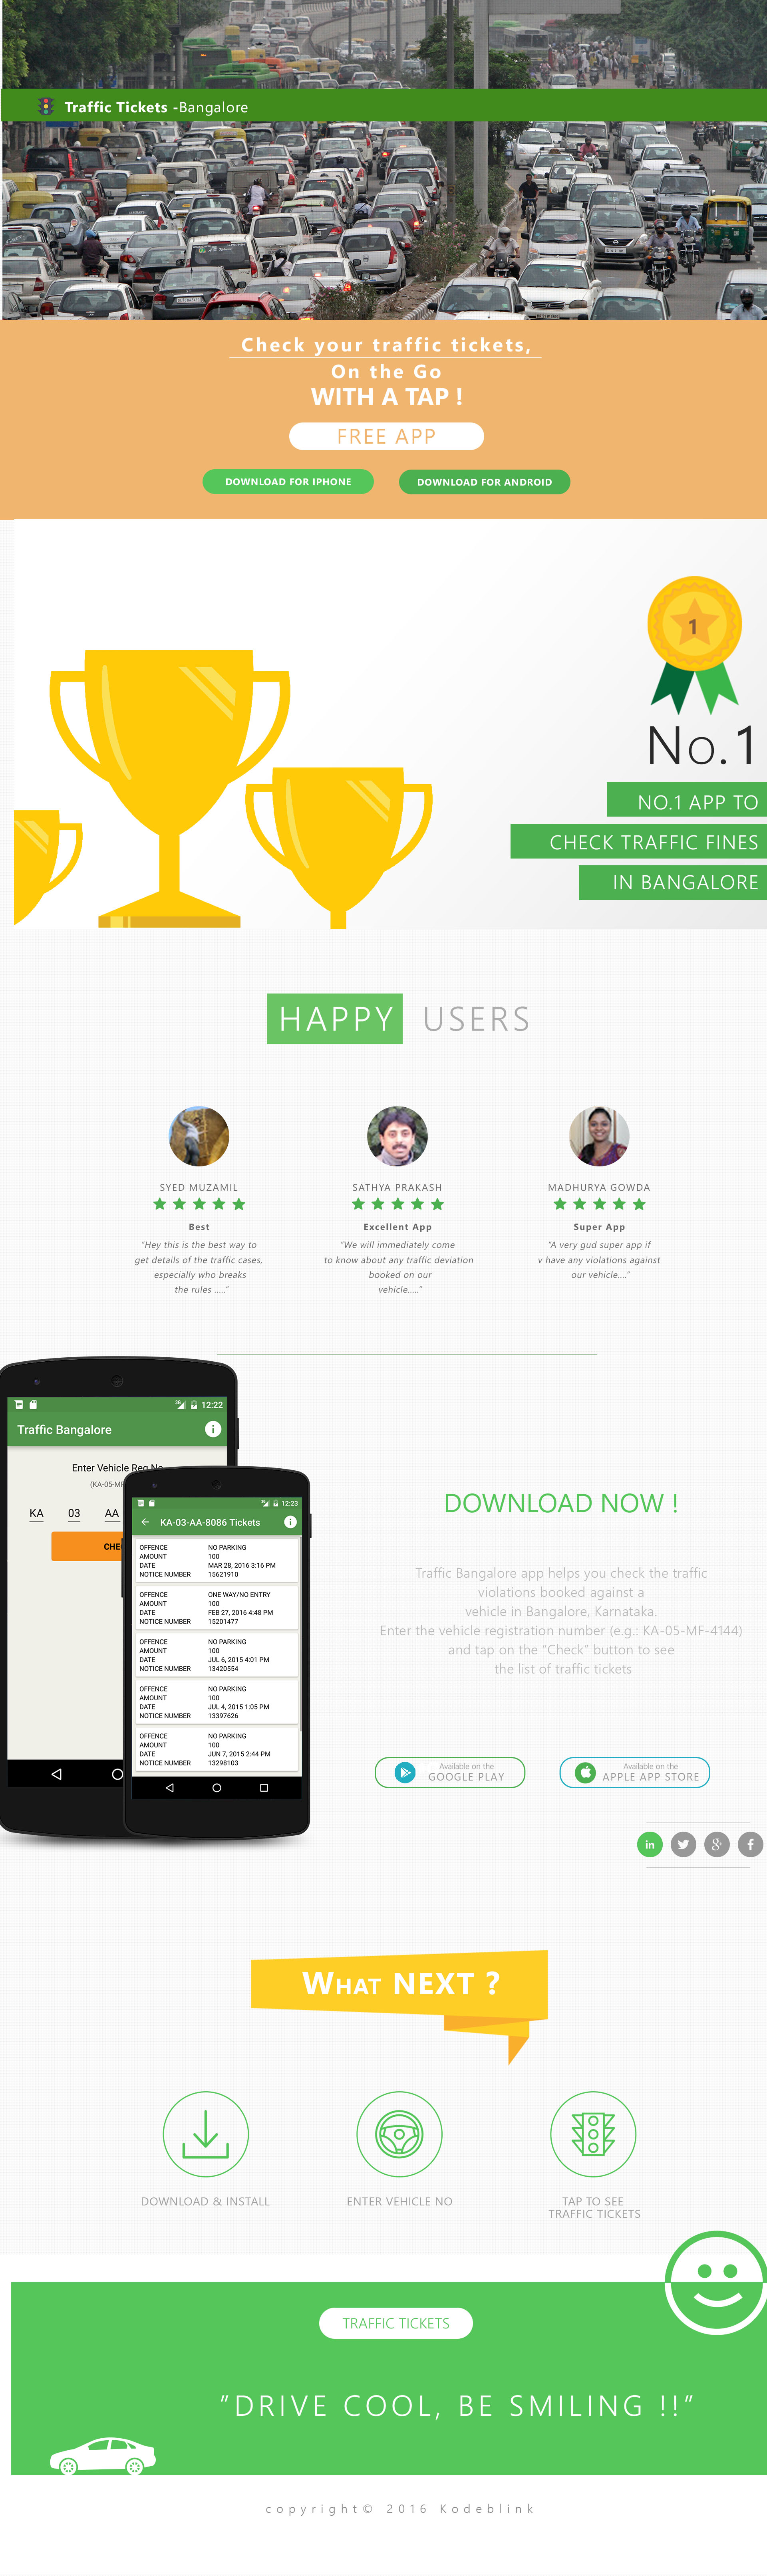 Traffic Tickets -Bangalore
Check your traffic tickets,
On the Go
WITH A TAP !
FREE APP
DOWNLOAD FOR IPHONE
DOWNLOAD FOR ANDROID
1
No.1
NO.1 APP TO
CHECK TRAFFIC FINES
IN BANGALORE
HAPPY USERS
SYED MUZAMIL
Best
"Hey this is the best way to
get details of the traffic cases,
especially who breaks
the rules ....."
SATHYA PRAKASH
Excellent App
"We will immediately come
to know about any traffic deviation
booked on our
vehicle....."
MADHURYA GOWDA
Super App
"A very gud super app if
v have any violations against
our vehicle...."
12:22
Traffic Bangalore
Enter Vehicle Reg No
(KA-05-MF
KA 03 AA
CHE
3G 12:23
KA-03-AA-8086 Tickets
OFFENCE NO PARKING
AMOUNT 100
DATE MAR 28, 2016 3:16 PM
NOTICE NUMBER 15621910
OFFENCE ONE WAY/NO ENTRY
AMOUNT 100
DATE FEB 27, 2016 4:48 PM
NOTICE NUMBER 15201477
OFFENCE NO PARKING
AMOUNT 100
DATE JUL 6, 2015 4:01 PM
NOTICE NUMBER 13420554
OFFENCE NO PARKING
AMOUNT 100
DATE JUL 4, 2015 1:05 PM
NOTICE NUMBER 13397626
OFFENCE NO PARKING
AMOUNT 100
DATE JUN 7, 2015 2:44 PM
NOTICE NUMBER 13298103
DOWNLOAD NOW !
Traffic Bangalore app helps you check the traffic
violations booked against a
vehicle in Bangalore, Karnataka.
Enter the vehicle registration number (e.g.: KA-05-MF-4144)
and tap on the "Check" button to see
the list of traffic tickets
Available on the
GOOGLE PLAY
Available on the
APPLE APP STORE
in
g+
f
WHAT NEXT ?
DOWNLOAD & INSTALL
ENTER VEHICLE NO
TAP TO SEE
TRAFFIC TICKETS
TRAFFIC TICKETS
"DRIVE COOL, BE SMILING !!"
copyright© 2016 Kodeblink